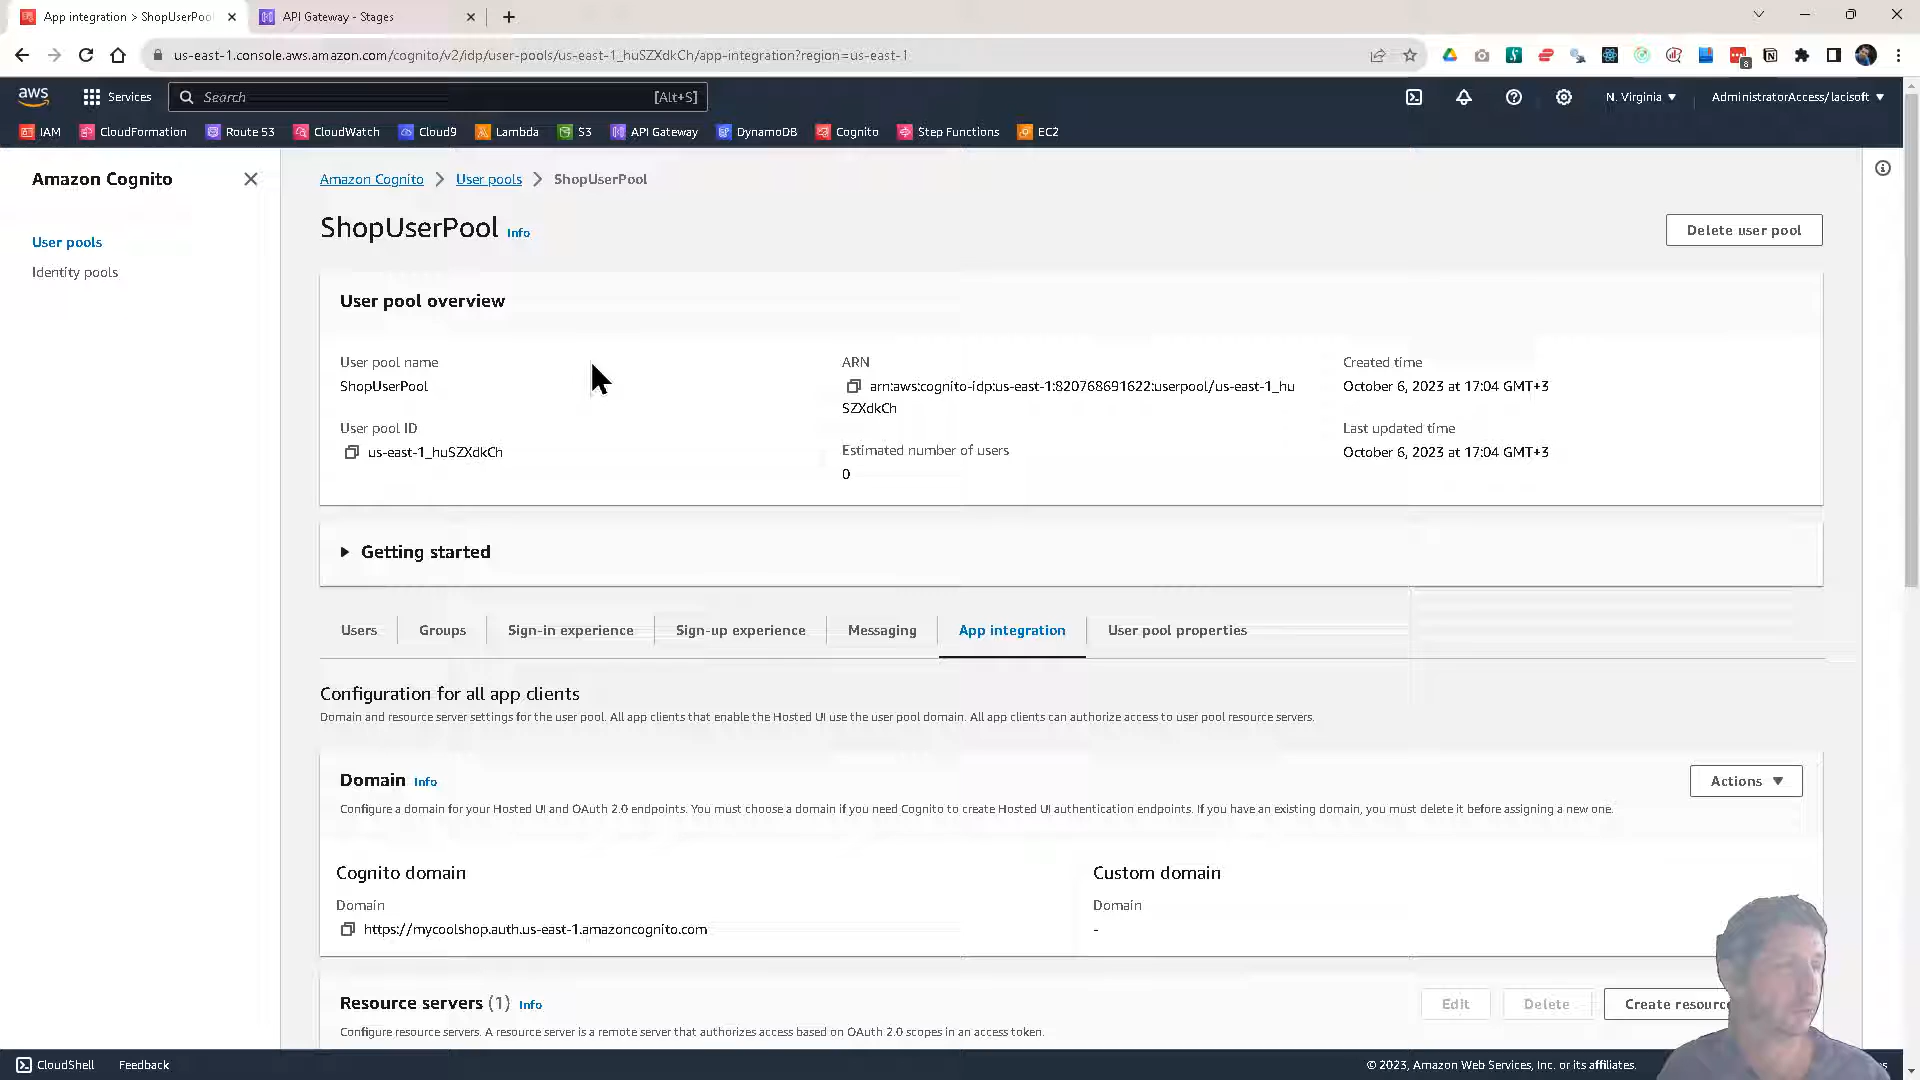 App integration > ShopUserPool
API Gateway - Stages
us-east-1.console.aws.amazon.com/cognito/v2/idp/user-pools/us-east-1_huSZXdkCh/app-integration?region=us-east-1
8
aws
Services
Search
[Alt+S]
N. Virginia
AdministratorAccess/lacisoft
IAM
CloudFormation
Route 53
CloudWatch
Cloud9
Lambda
S3
API Gateway
DynamoDB
Cognito
Step Functions
EC2
Amazon Cognito
User pools
Identity pools
Amazon Cognito
User pools
ShopUserPool
ShopUserPool Info
Delete user pool
User pool overview
User pool name
ShopUserPool
User pool ID
us-east-1_huSZXdkCh
ARN
arn:aws:cognito-idp:us-east-1:820768691622:userpool/us-east-1_hu
SZXdkCh
Estimated number of users
0
Created time
October 6, 2023 at 17:04 GMT+3
Last updated time
October 6, 2023 at 17:04 GMT+3
Getting started
Users
Groups
Sign-in experience
Sign-up experience
Messaging
App integration
User pool properties
Configuration for all app clients
Domain and resource server settings for the user pool. All app clients that enable the Hosted UI use the user pool domain. All app clients can authorize access to user pool resource servers.
Domain Info
Actions
Configure a domain for your Hosted UI and OAuth 2.0 endpoints. You must choose a domain if you need Cognito to create Hosted UI authentication endpoints. If you have an existing domain, you must delete it before assigning a new one.
Cognito domain
Domain
https://mycoolshop.auth.us-east-1.amazoncognito.com
Custom domain
Domain
-
Resource servers (1) Info
Edit
Delete
Create resourc
Configure resource servers. A resource server is a remote server that authorizes access based on OAuth 2.0 scopes in an access token.
CloudShell
Feedback
© 2023, Amazon Web Services, Inc. or its affiliates.